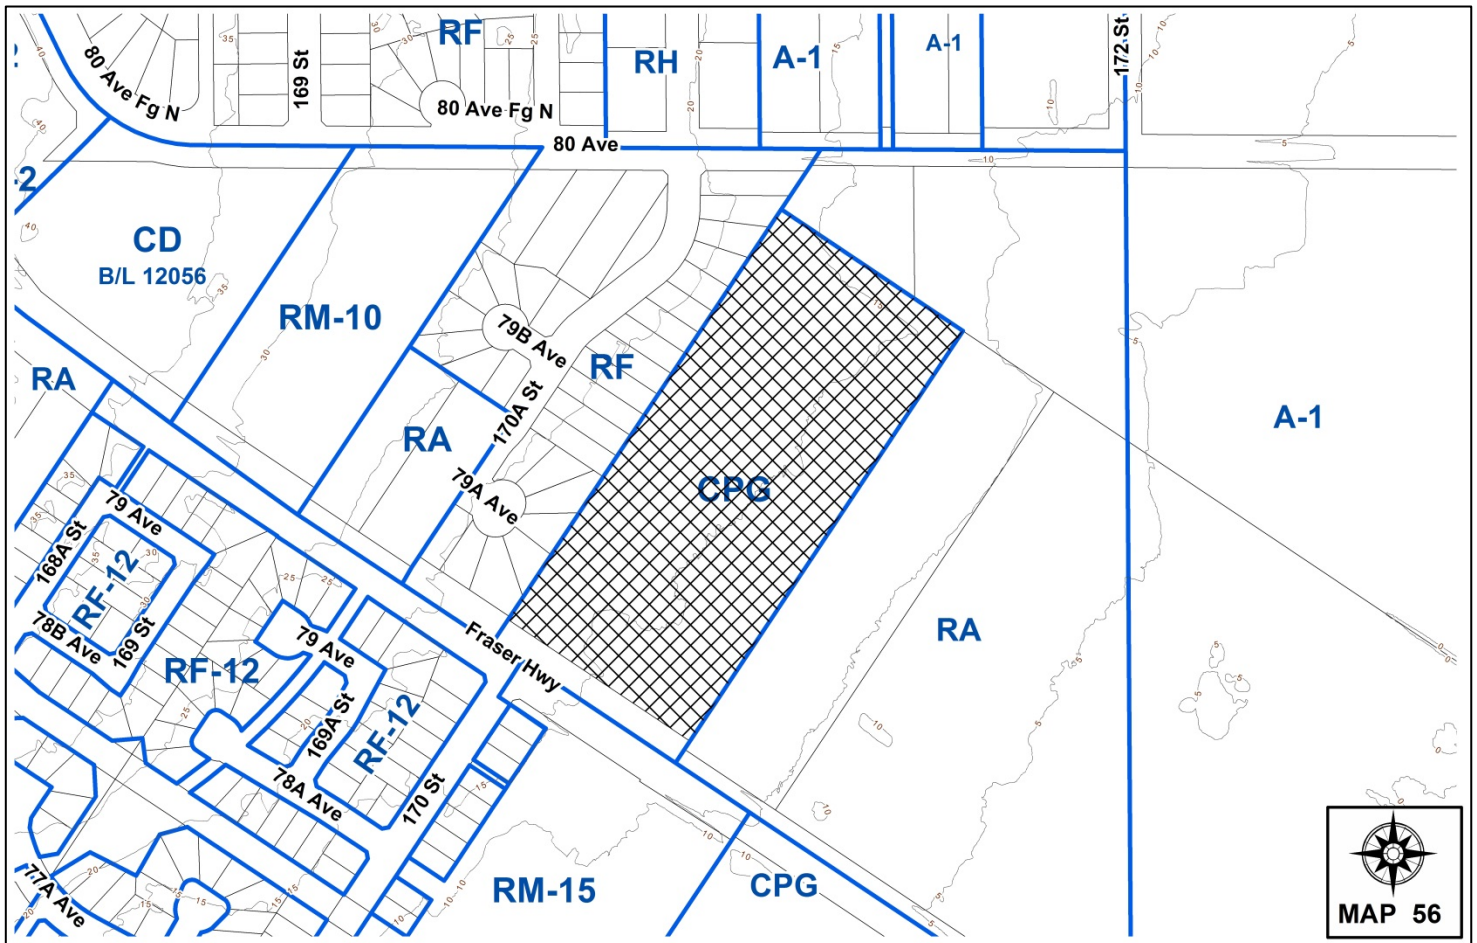 RF
80 Ave Fg N
169 St
80 Ave Fg N
RH
A-1
A-1
172 St
80 Ave
-2
CD
B/L 12056
RM-10
79B Ave
RF
170A St
RA
RA
79A Ave
CPG
A-1
79 Ave
168A St
RF-12
78B Ave
169 St
RF-12
79 Ave
169A St
RF-12
Fraser Hwy
RA
78A Ave
170 St
77A Ave
RM-15
CPG
MAP 56